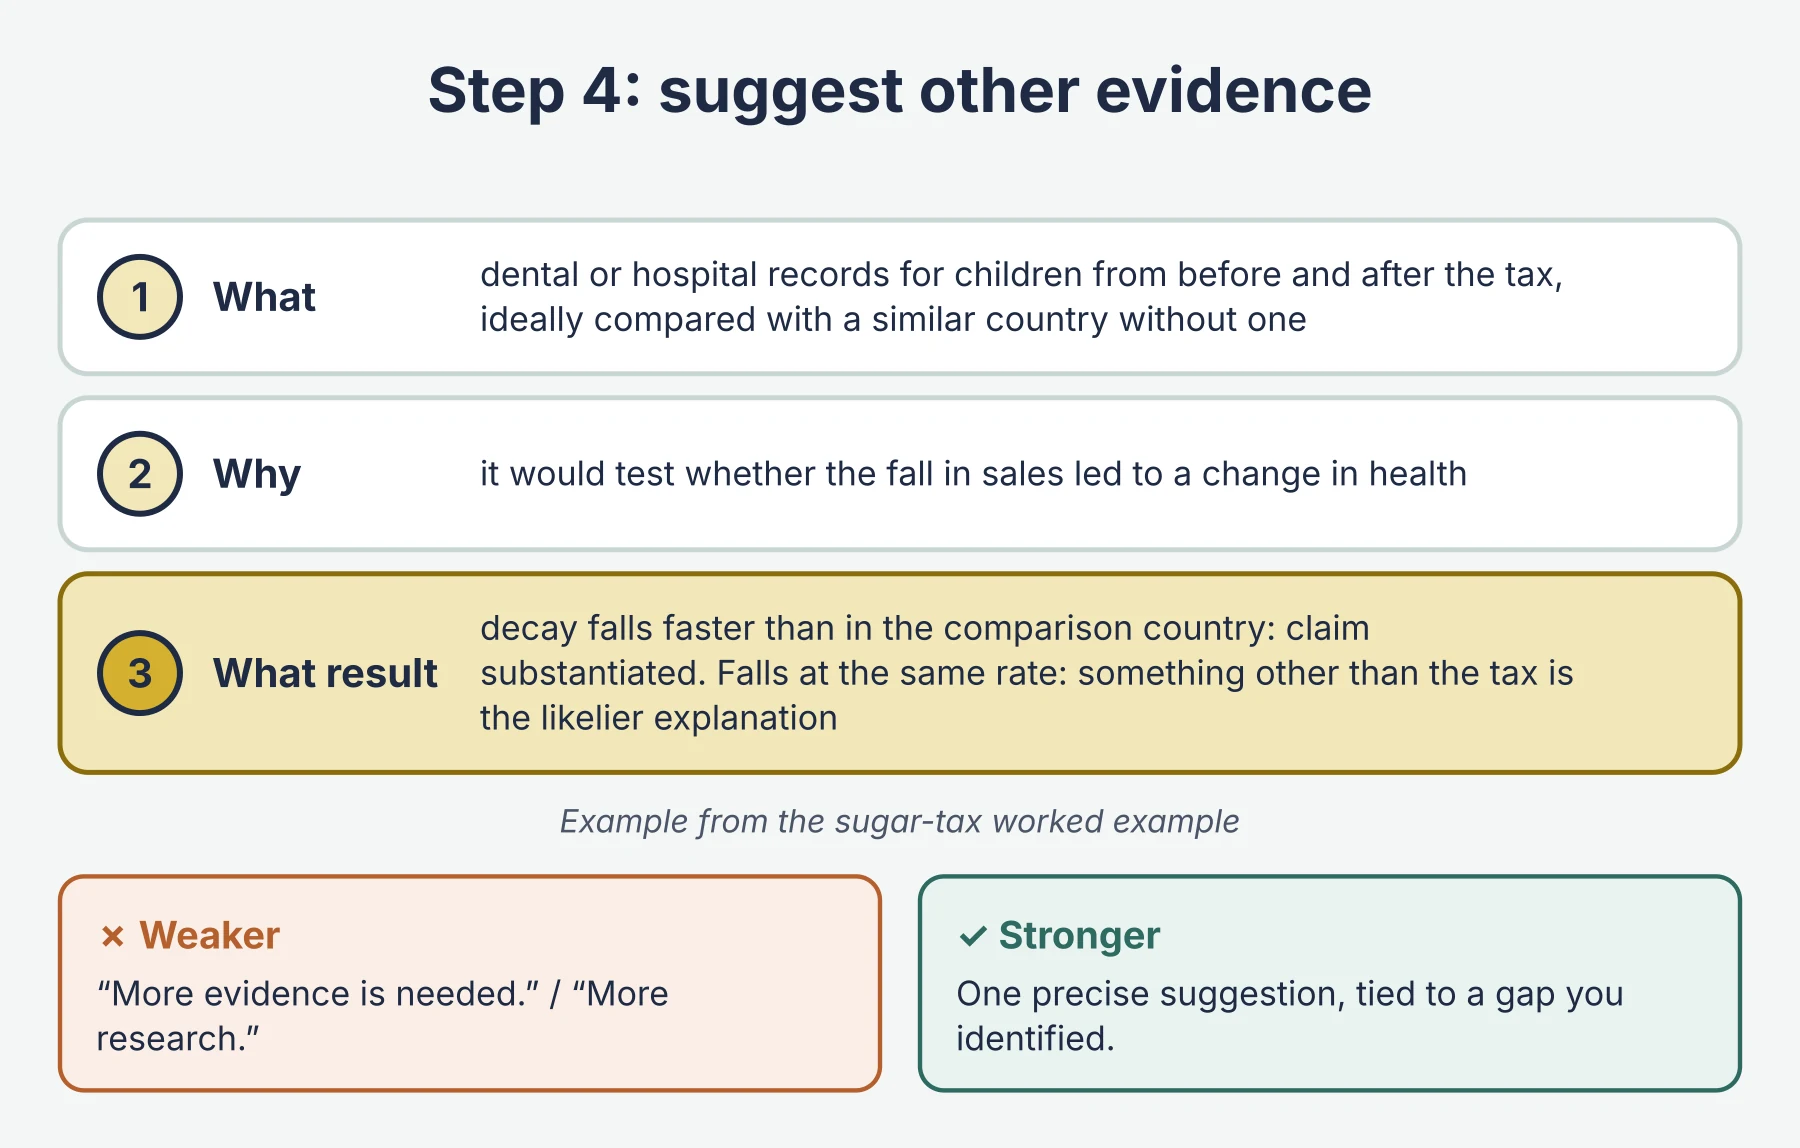 Step 4: suggest other evidence
1 What
dental or hospital records for children from before and after the tax,
ideally compared with a similar country without one
2 Why
it would test whether the fall in sales led to a change in health
3 What result
decay falls faster than in the comparison country: claim
substantiated. Falls at the same rate: something other than the tax is
the likelier explanation
Example from the sugar-tax worked example
× Weaker
“More evidence is needed.” / “More
research.”
✓ Stronger
One precise suggestion, tied to a gap you
identified.